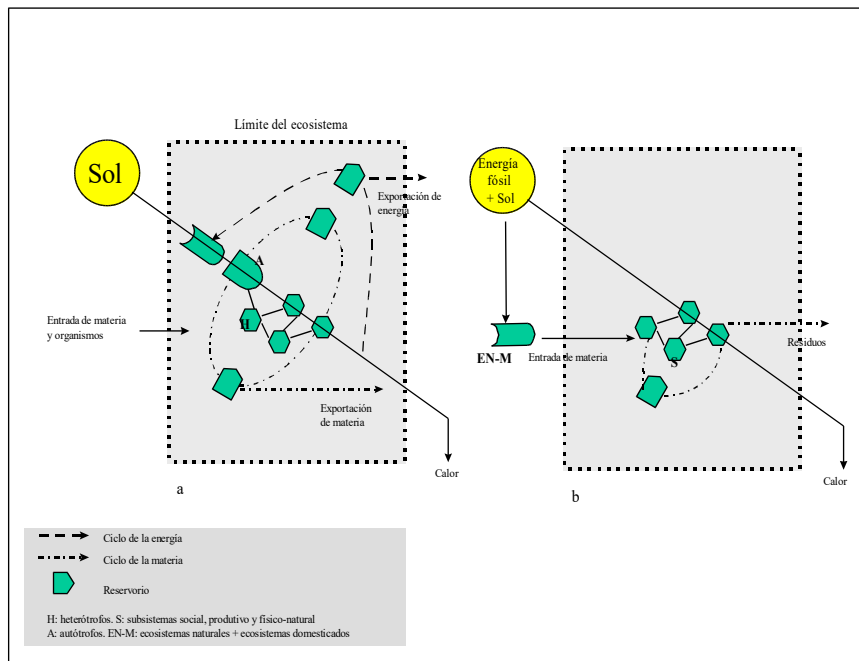 Límite del ecosistema
Sol
Exportación de
energía
A
Entrada de materia
y organismos
H
Exportación
de materia
Calor
a
Energía
fósil
+ Sol
EN-M
Entrada de materia
S
Residuos
Calor
b
Ciclo de la energía
Ciclo de la materia
Reservorio
H: heterótrofos. S: subsistemas social, produtivo y físico-natural
A: autótrofos. EN-M: ecosistemas naturales + ecosistemas domesticados